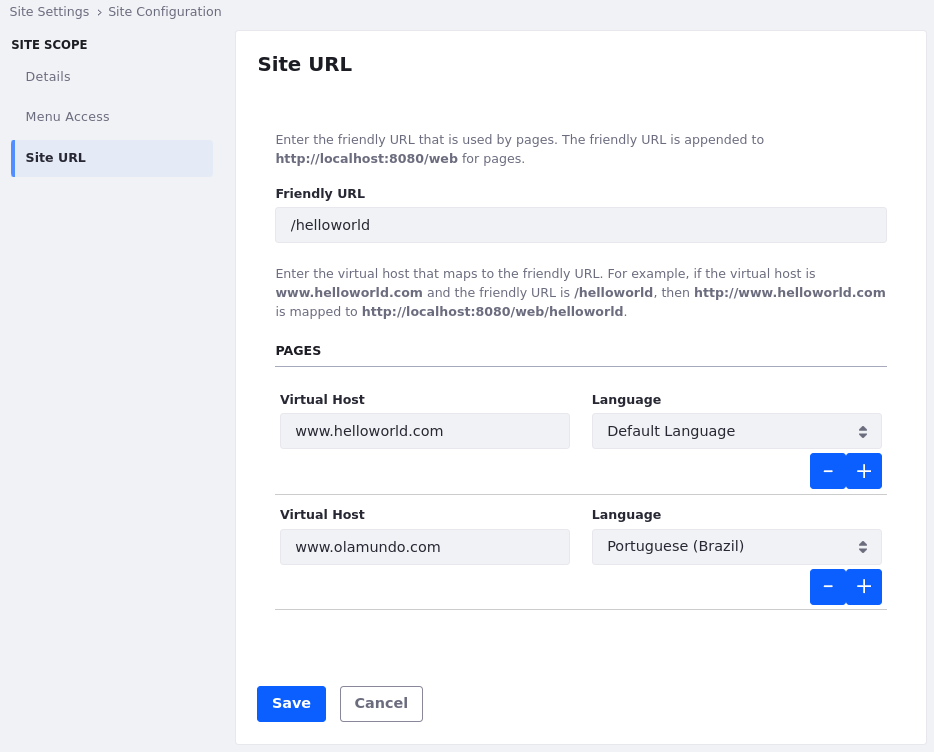 Site Settings › Site Configuration
SITE SCOPE
Details
Menu Access
Site URL
Site URL
Enter the friendly URL that is used by pages. The friendly URL is appended to
http://localhost:8080/web for pages.
Friendly URL
/helloworld
Enter the virtual host that maps to the friendly URL. For example, if the virtual host is
www.helloworld.com and the friendly URL is /helloworld, then http://www.helloworld.com
is mapped to http://localhost:8080/web/helloworld.
PAGES
Virtual Host Language
www.helloworld.com Default Language
– +
Virtual Host Language
www.olamundo.com Portuguese (Brazil)
– +
Save Cancel